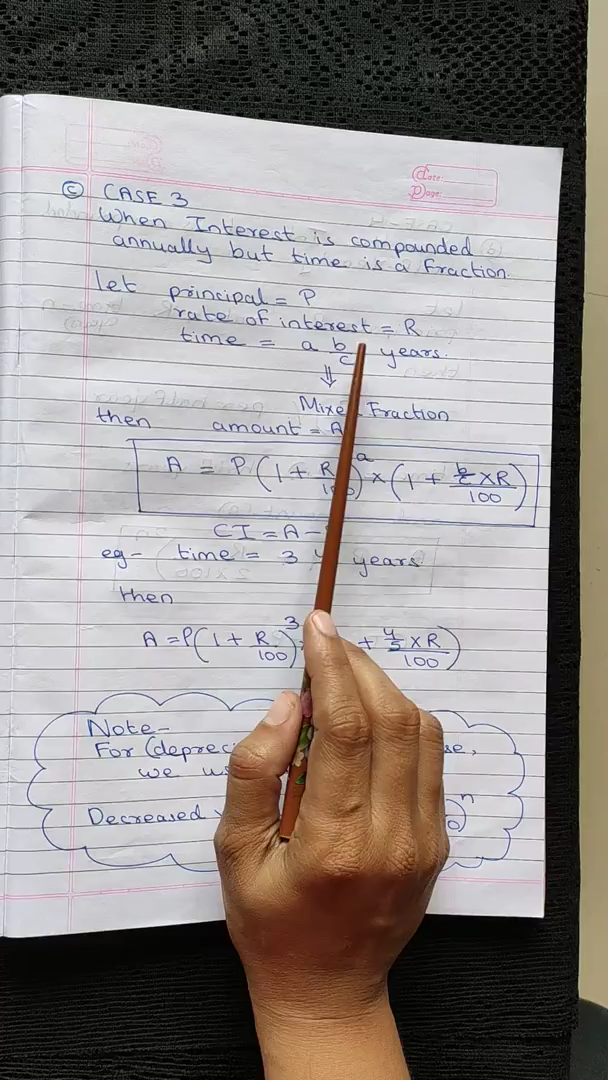 Date:
Page:
(c) CASE 3
When Interest is compounded
annually but time is a fraction.
let principal = P
rate of interest = R
time = a b/c years.
⇓
Fraction
then amount = A
A = P(1 + R/100)^a × (1 + b/c × R/100)
CI = A -
eg- time = 3 years
then
A = P(1 + R/100)^3 + 4/5 × R/100)
Note-
For
we
Decreased
n